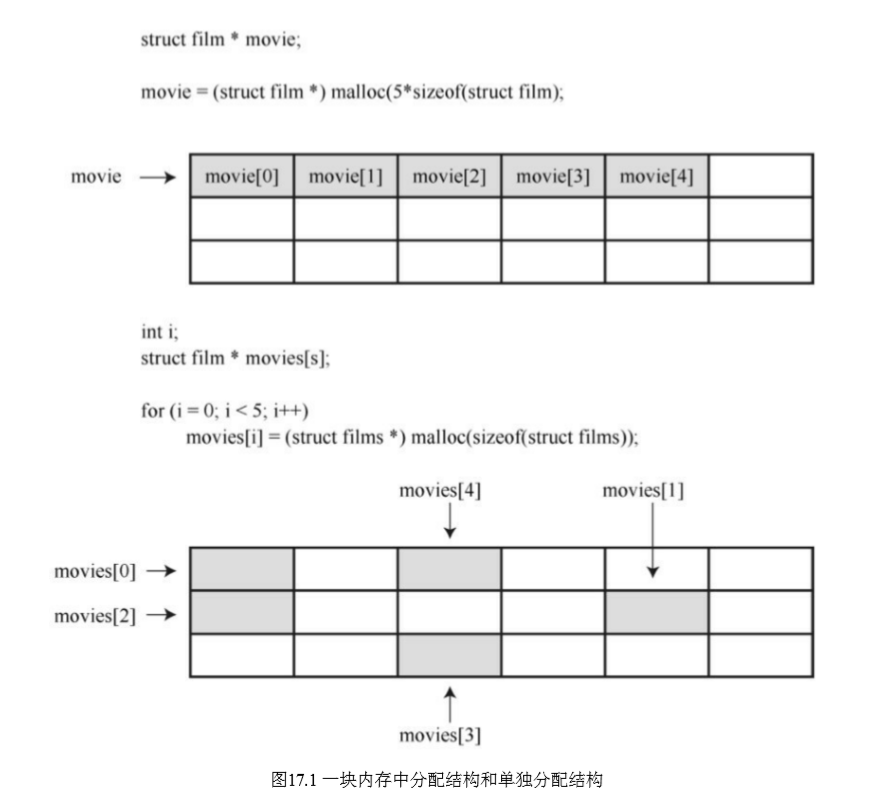 struct film * movie;
movie = (struct film *) malloc(5*sizeof(struct film);
movie
movie[0] movie[1] movie[2] movie[3] movie[4]
int i;
struct film * movies[s];
for (i = 0; i < 5; i++)
movies[i] = (struct films *) malloc(sizeof(struct films));
movies[4] movies[1]
movies[0]
movies[2]
movies[3]
图17.1 一块内存中分配结构和单独分配结构